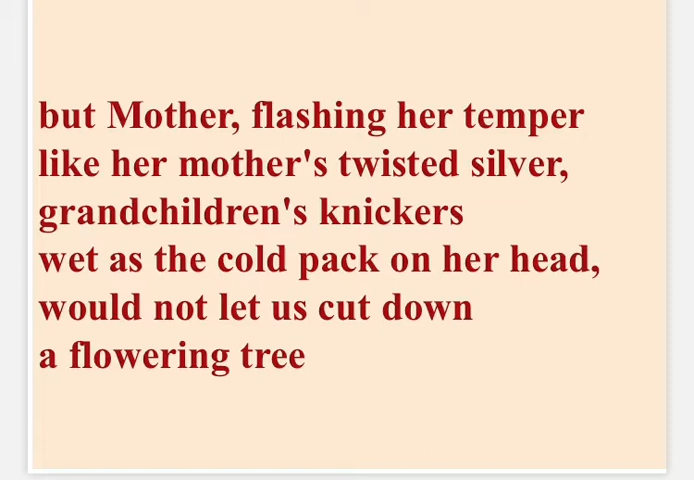 but Mother, flashing her temper
like her mother's twisted silver,
grandchildren's knickers
wet as the cold pack on her head,
would not let us cut down
a flowering tree